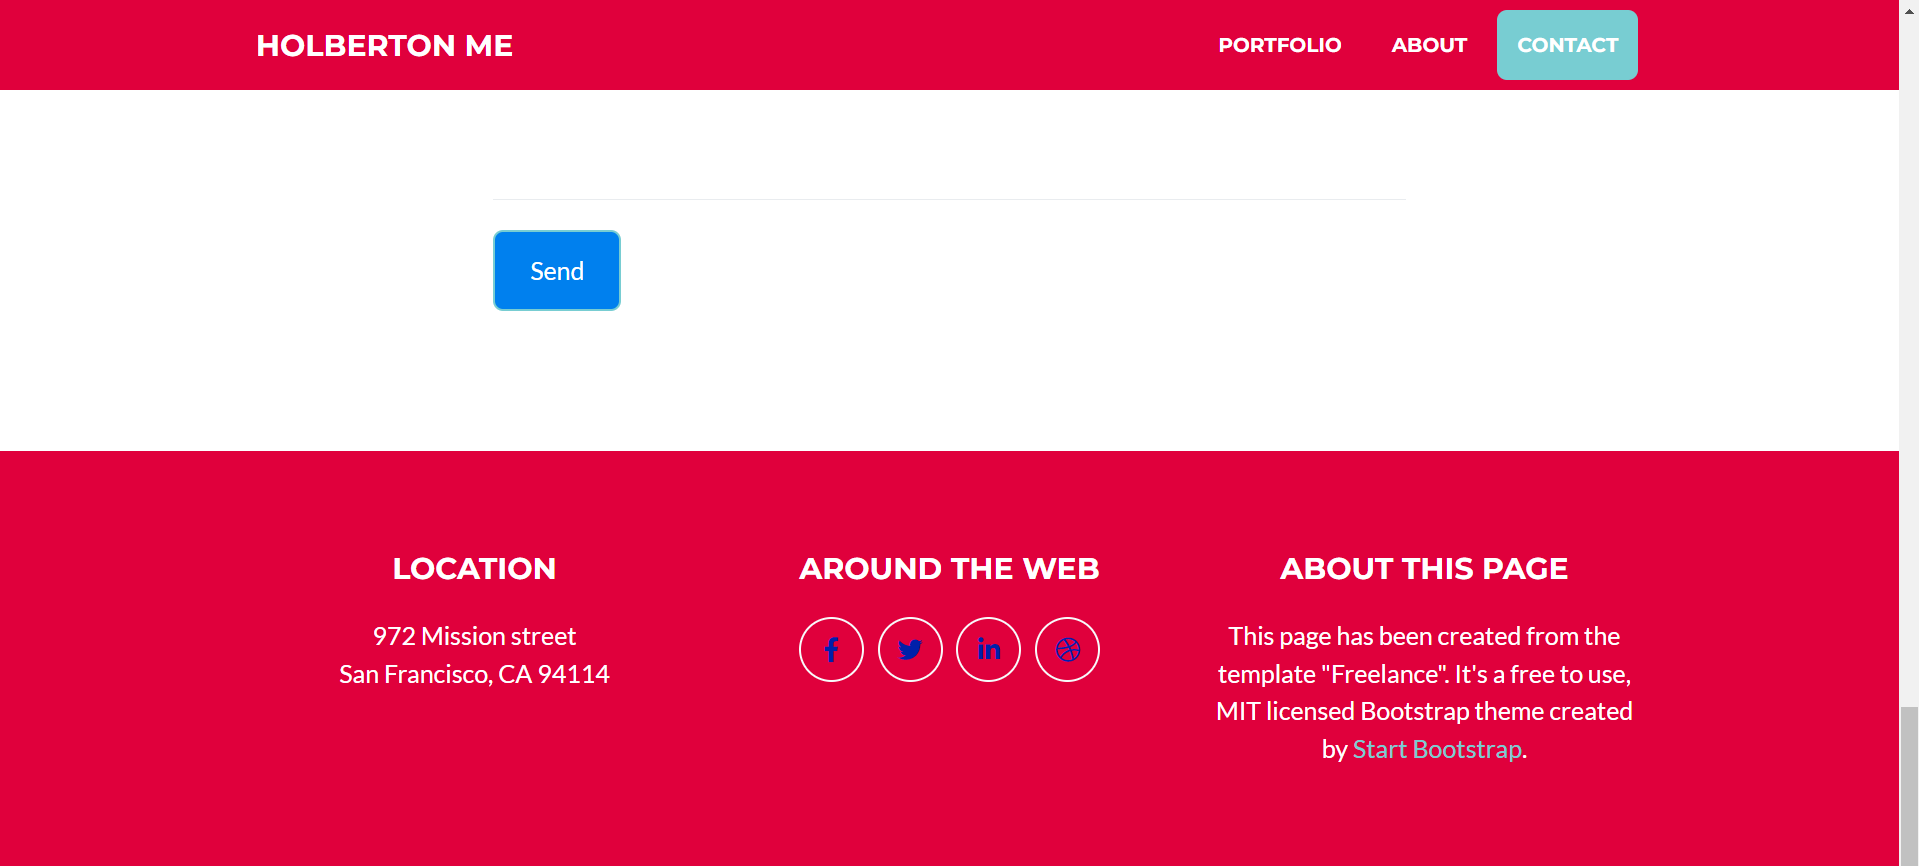 HOLBERTON ME
PORTFOLIO
ABOUT
CONTACT
Send
LOCATION
972 Mission street
San Francisco, CA 94114
AROUND THE WEB
ABOUT THIS PAGE
This page has been created from the
template "Freelance". It's a free to use,
MIT licensed Bootstrap theme created
by Start Bootstrap.